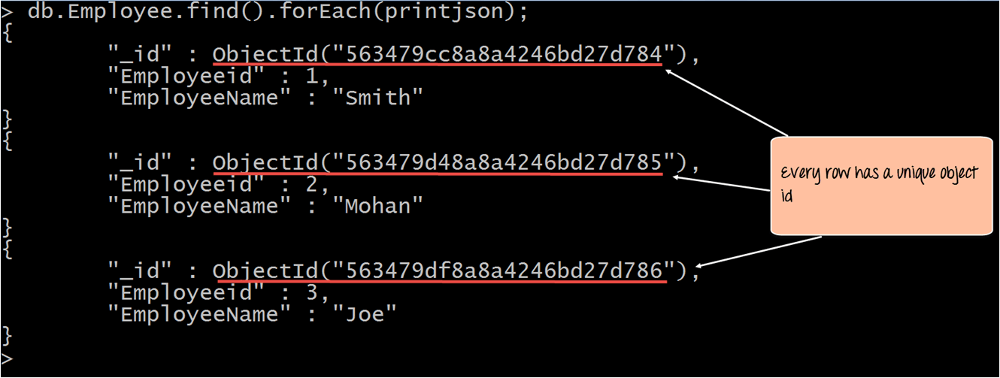 > db.Employee.find().forEach(printjson);
{
"_id" : ObjectId("563479cc8a8a4246bd27d784"),
"Employeeid" : 1,
"EmployeeName" : "Smith"
}
{
"_id" : ObjectId("563479d48a8a4246bd27d785"),
"Employeeid" : 2,
"EmployeeName" : "Mohan"
}
{
"_id" : ObjectId("563479df8a8a4246bd27d786"),
"Employeeid" : 3,
"EmployeeName" : "Joe"
}
>
Every row has a unique object
id